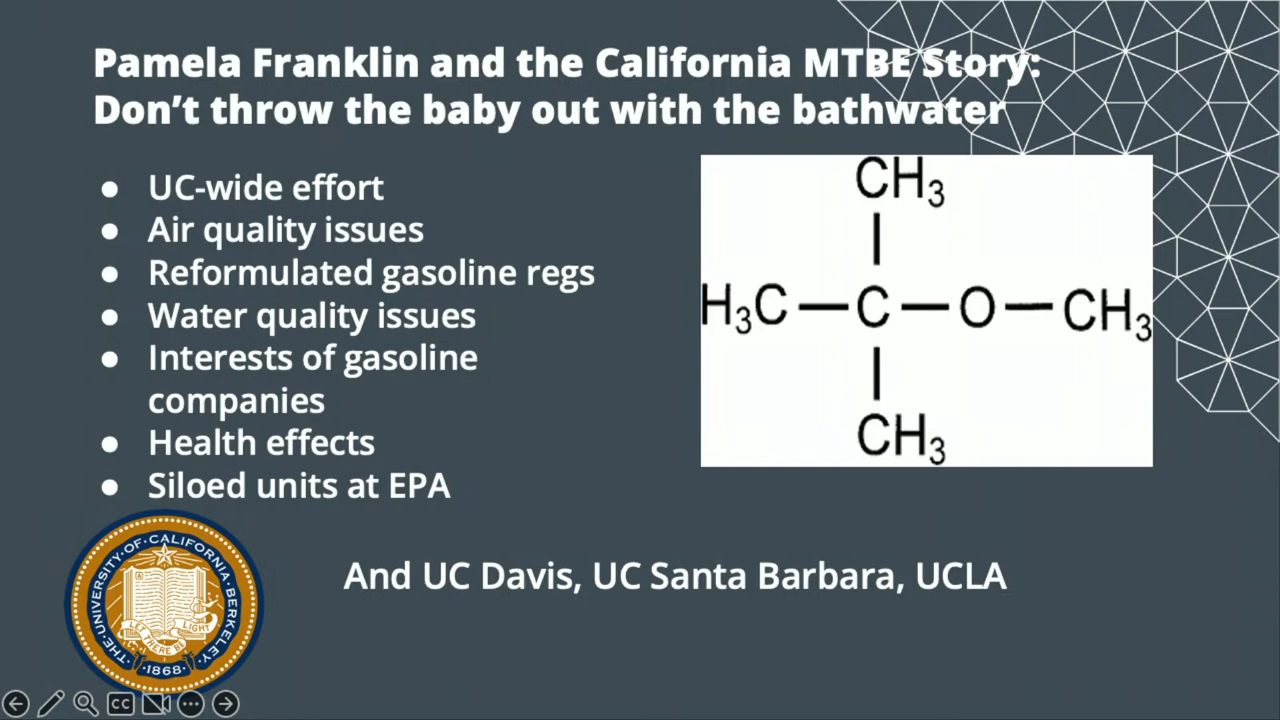 Pamela Franklin and the California MTBE Story:
Don't throw the baby out with the bathwater
● UC-wide effort
● Air quality issues
● Reformulated gasoline regs
● Water quality issues
● Interests of gasoline
companies
● Health effects
● Siloed units at EPA
CH₃
H₃C—C—O—CH₃
CH₃
And UC Davis, UC Santa Barbara, UCLA
THE·UNIVERSITY·OF·CALIFORNIA·BERKELEY
LET THERE BE LIGHT
·1868·
CC